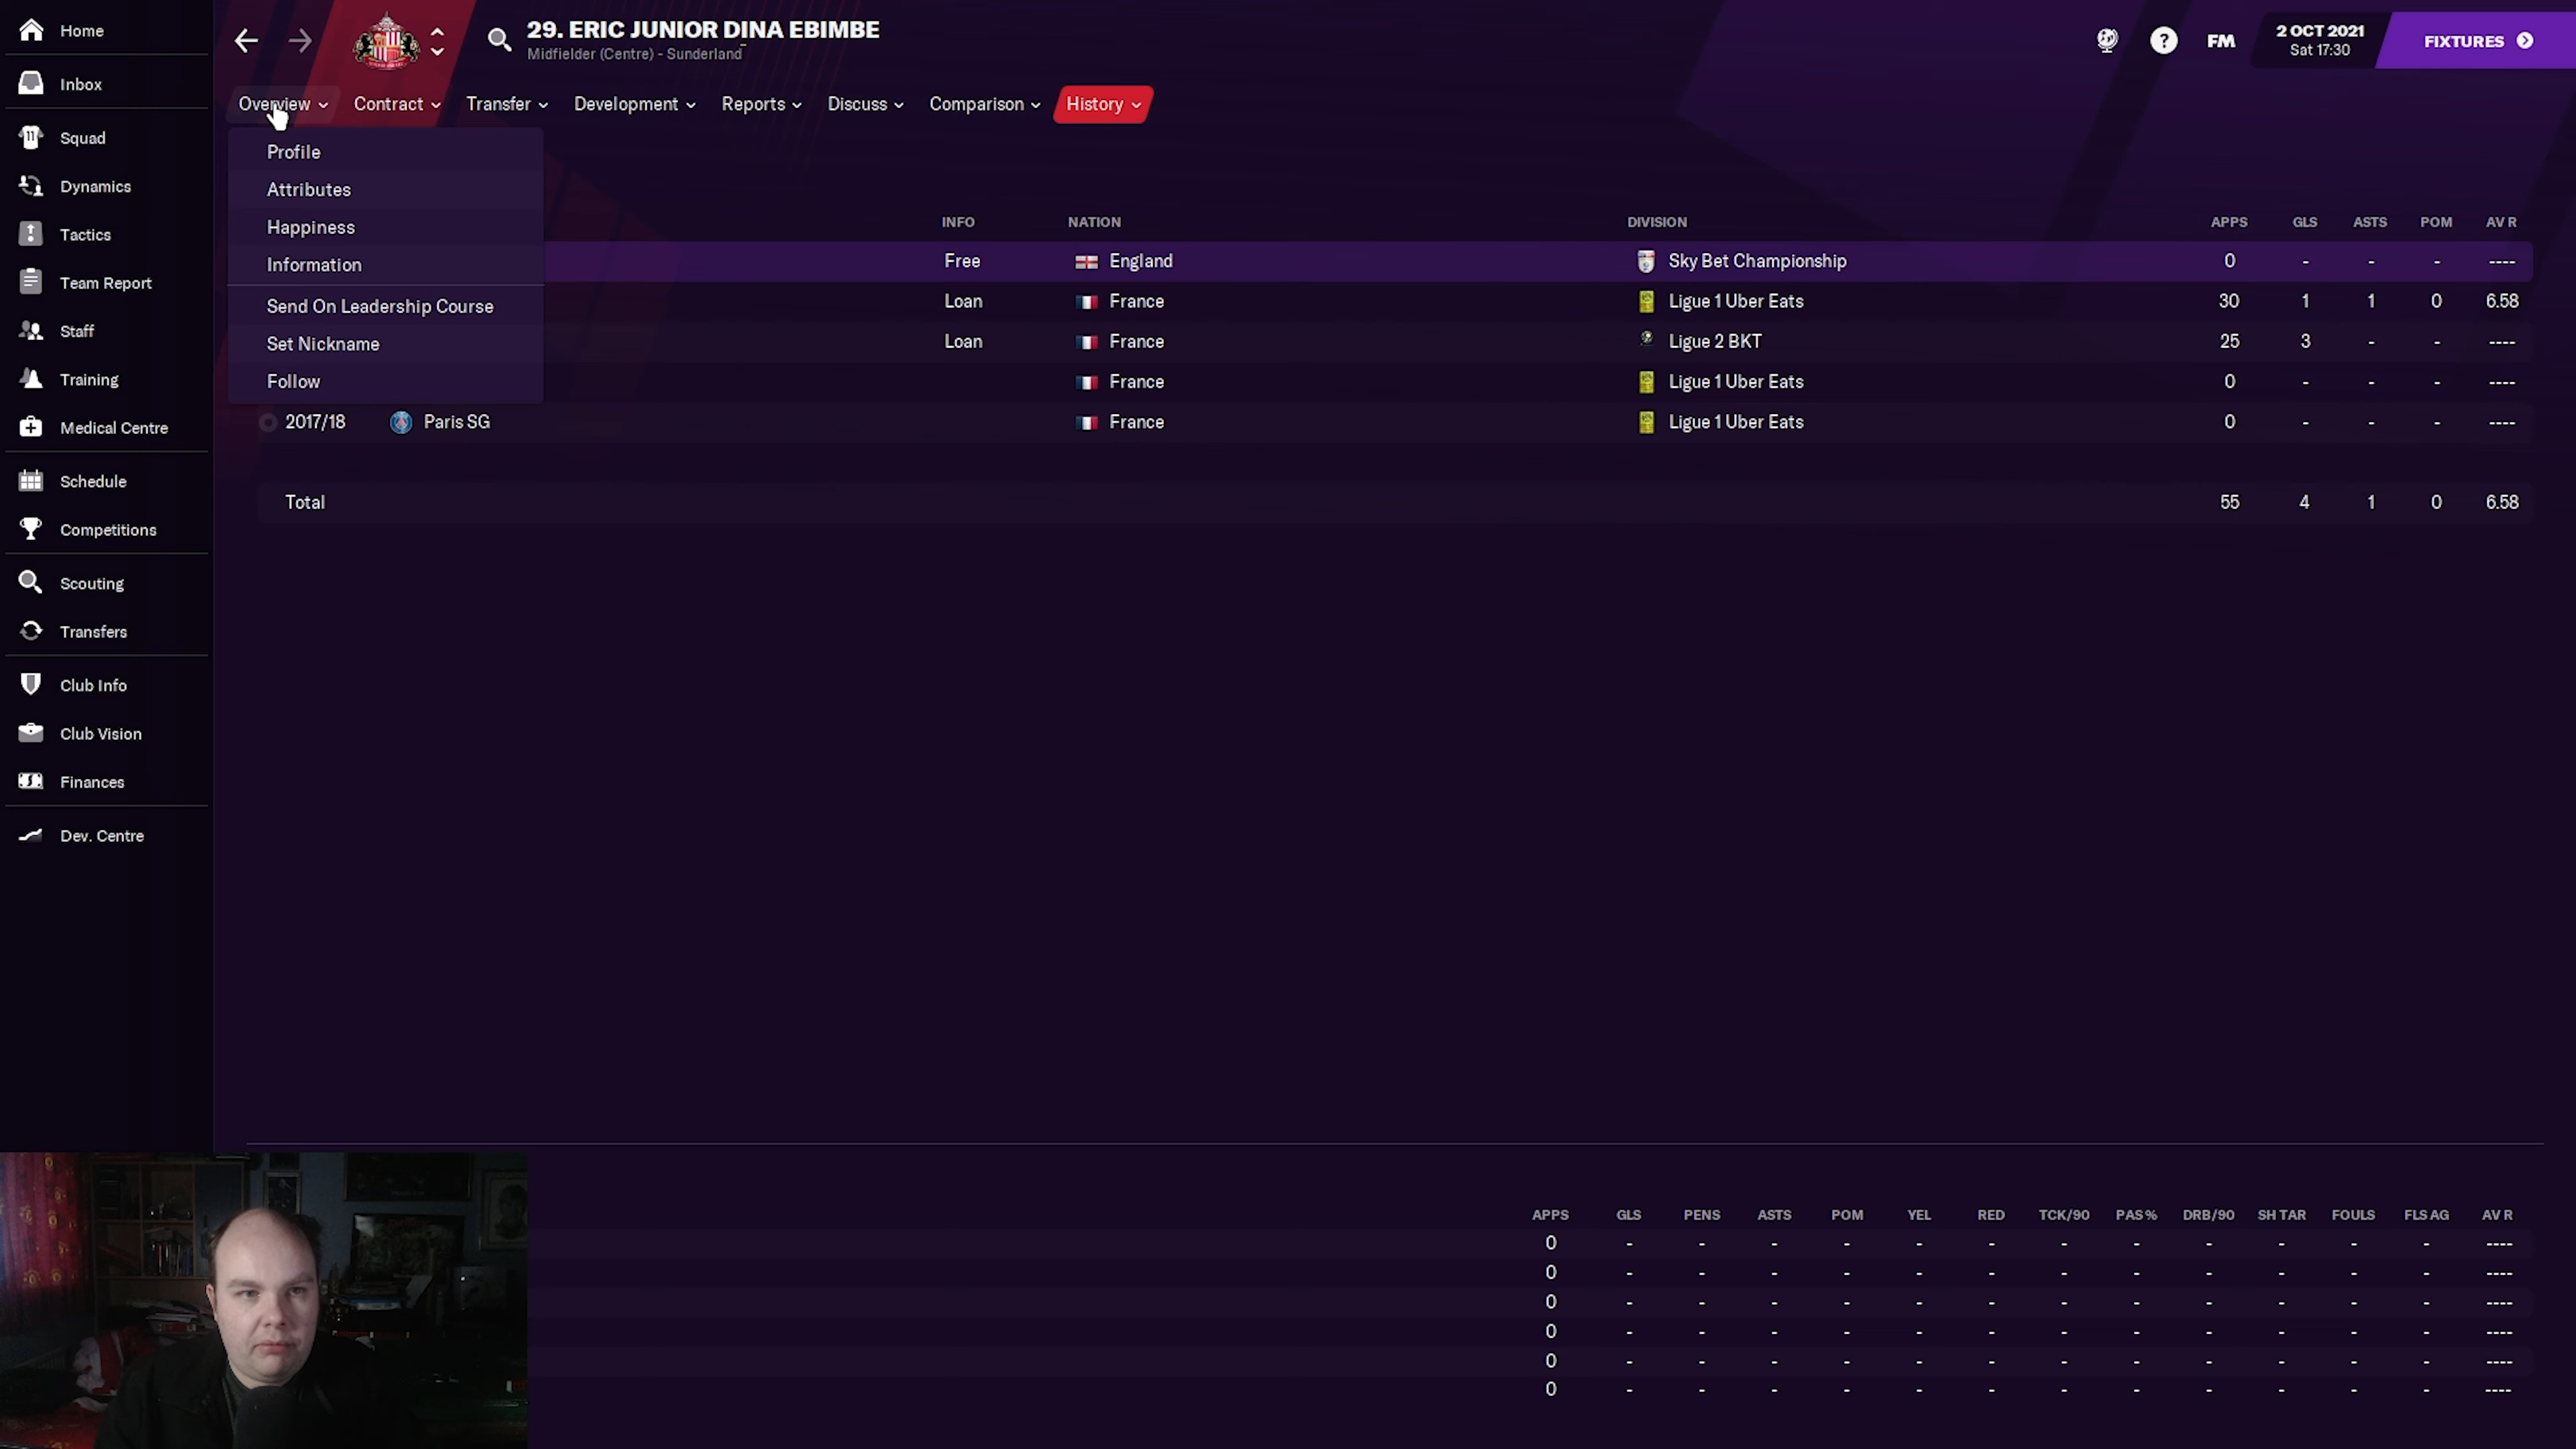 Home
Inbox
Squad
Dynamics
Tactics
Team Report
Staff
Training
Medical Centre
Schedule
Competitions
Scouting
Transfers
Club Info
Club Vision
Finances
Dev. Centre
29. ERIC JUNIOR DINA EBIMBE
Midfielder (Centre) - Sunderland
? FM 2 OCT 2021 FIXTURES
Sat 17:30
Overview Contract Transfer Development Reports Discuss Comparison History
Profile
Attributes
Happiness
Information
Send On Leadership Course
Set Nickname
Follow
INFO NATION DIVISION APPS GLS ASTS POM AV R
Free England Sky Bet Championship 0 - - - ----
Loan France Ligue 1 Uber Eats 30 1 1 0 6.58
Loan France Ligue 2 BKT 25 3 - - ----
France Ligue 1 Uber Eats 0 - - - ----
2017/18 Paris SG France Ligue 1 Uber Eats 0 - - - ----
Total 55 4 1 0 6.58
APPS GLS PENS ASTS POM YEL RED TCK/90 PAS % DRB/90 SH TAR FOULS FLS AG AV R
0 - - - - - - - - - - - - ----
0 - - - - - - - - - - - - ----
0 - - - - - - - - - - - - ----
0 - - - - - - - - - - - - ----
0 - - - - - - - - - - - - ----
0 - - - - - - - - - - - - ----